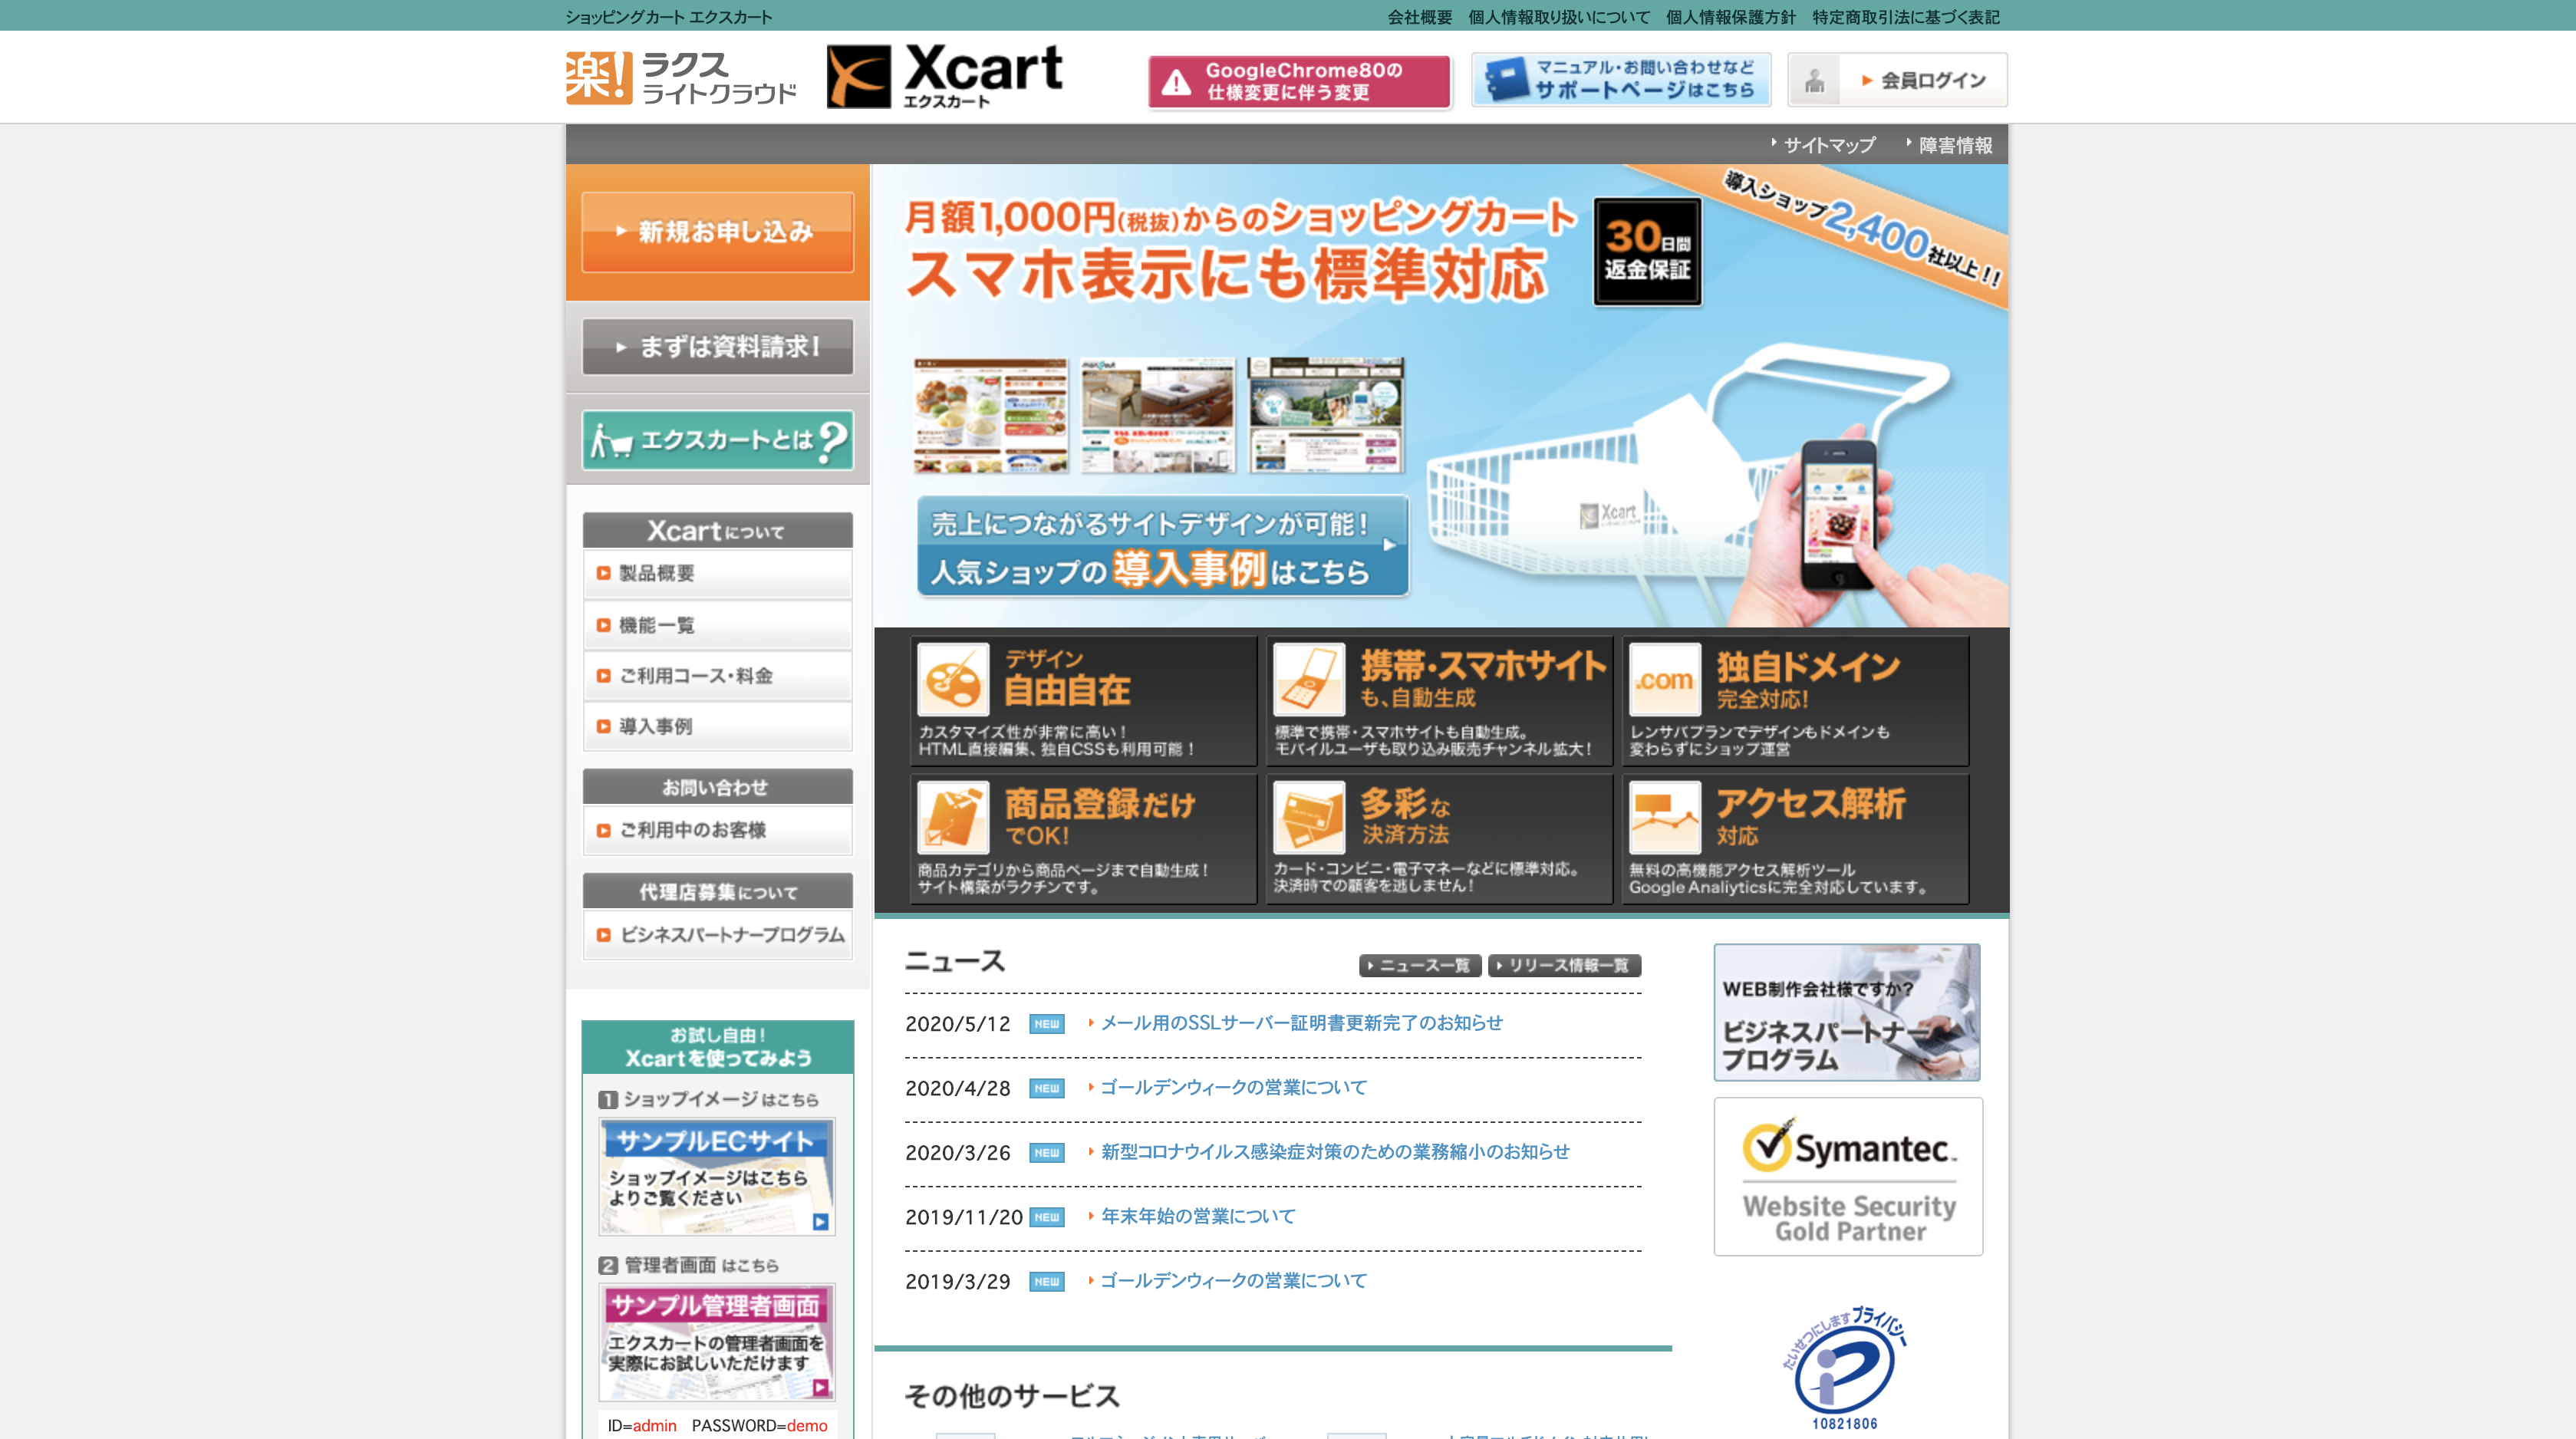 ショッピングカート エクスカート
会社概要 個人情報取り扱いについて 個人情報保護方針 特定商取引法に基づく表記
楽! ラクス
ライトクラウド
Xcart
エクスカート
GoogleChrome80の
仕様変更に伴う変更
マニュアル・お問い合わせなど
サポートページはこちら
会員ログイン
サイトマップ 障害情報
新規お申し込み
まずは資料請求!
エクスカートとは?
Xcartについて
製品概要
機能一覧
ご利用コース・料金
導入事例
お問い合わせ
ご利用中のお客様
代理店募集について
ビジネスパートナープログラム
お試し自由!
Xcartを使ってみよう
1 ショップイメージ はこちら
サンプルECサイト
ショップイメージはこちら
よりご覧ください
2 管理者画面 はこちら
サンプル管理者画面
エクスカートの管理者画面を
実際にお試しいただけます
ID=admin PASSWORD=demo
月額1,000円(税抜)からのショッピングカート
スマホ表示にも標準対応
30日間
返金保証
導入ショップ2,400社以上!!
売上につながるサイトデザインが可能!
人気ショップの導入事例はこちら
Xcart
デザイン
自由自在
カスタマイズ性が非常に高い!
HTML直接編集、独自CSSも利用可能!
携帯・スマホサイト
も、自動生成
標準で携帯・スマホサイトも自動生成。
モバイルユーザも取り込み販売チャンネル拡大!
.com
独自ドメイン
完全対応!
レンサバプランでデザインもドメインも
変わらずにショップ運営
商品登録だけ
でOK!
商品カテゴリから商品ページまで自動生成!
サイト構築がラクチンです。
多彩な
決済方法
カード・コンビニ・電子マネーなどに標準対応。
決済時での顧客を逃しません!
アクセス解析
対応
無料の高機能アクセス解析ツール
Google Analiyticsに完全対応しています。
ニュース
ニュース一覧 リリース情報一覧
2020/5/12 NEW メール用のSSLサーバー証明書更新完了のお知らせ
2020/4/28 NEW ゴールデンウィークの営業について
2020/3/26 NEW 新型コロナウイルス感染症対策のための業務縮小のお知らせ
2019/11/20 NEW 年末年始の営業について
2019/3/29 NEW ゴールデンウィークの営業について
その他のサービス
WEB制作会社様ですか?
ビジネスパートナー
プログラム
Symantec™
Website Security
Gold Partner
たいせつにしますプライバシー
10821806